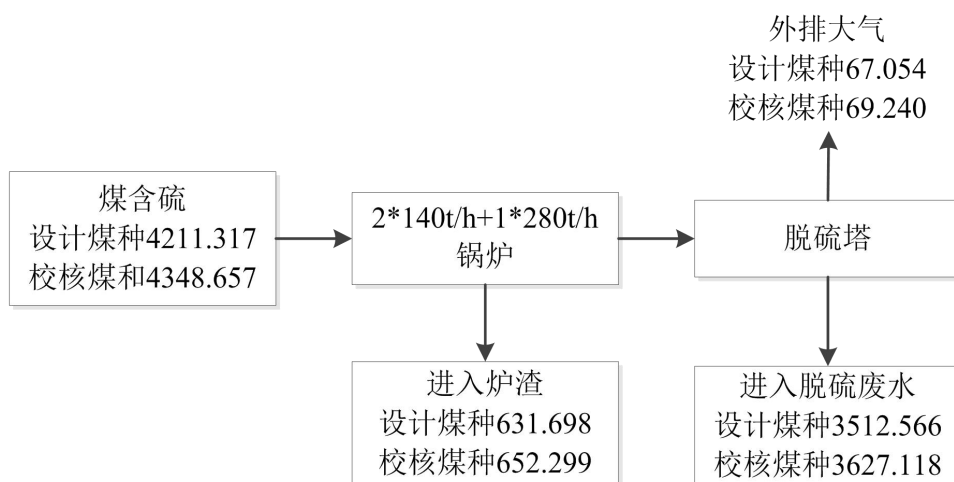 外排大气
设计煤种67.054
校核煤种69.240
煤含硫
设计煤种4211.317
校核煤和4348.657
2*140t/h+1*280t/h
锅炉
脱硫塔
进入炉渣
设计煤种631.698
校核煤种652.299
进入脱硫废水
设计煤种3512.566
校核煤种3627.118